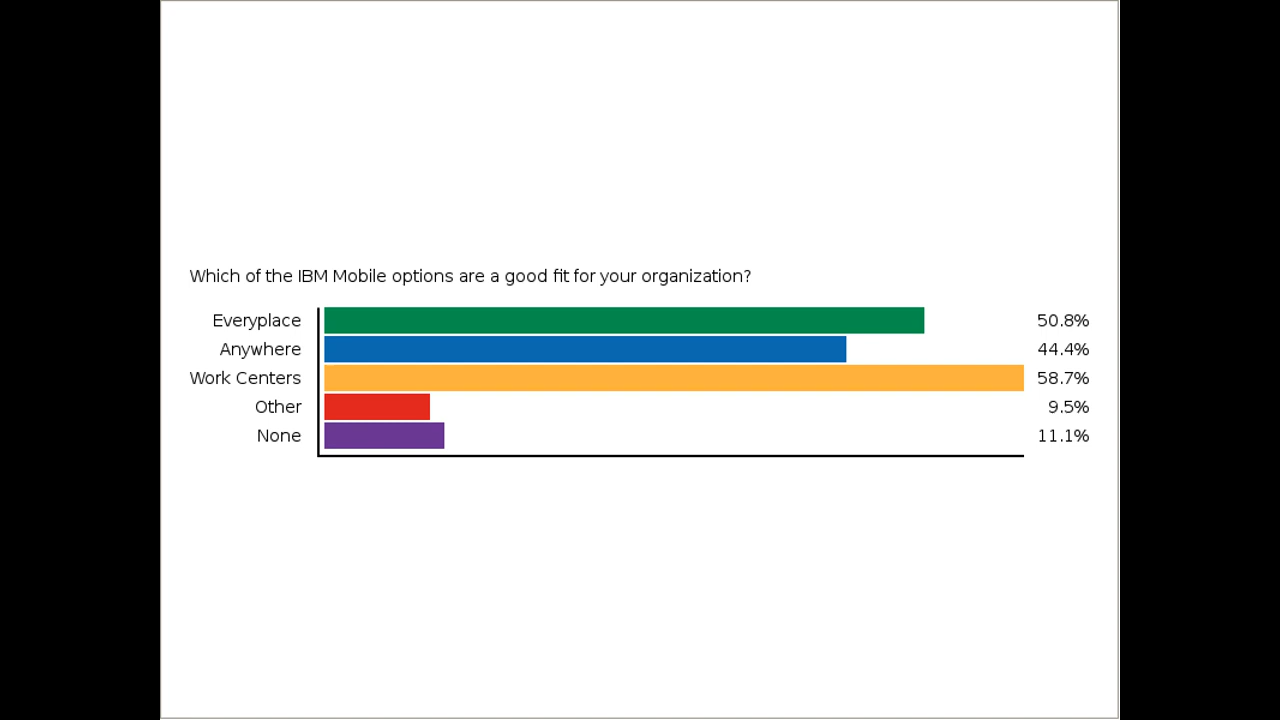 Which of the IBM Mobile options are a good fit for your organization?
Everyplace 50.8%
Anywhere 44.4%
Work Centers 58.7%
Other 9.5%
None 11.1%